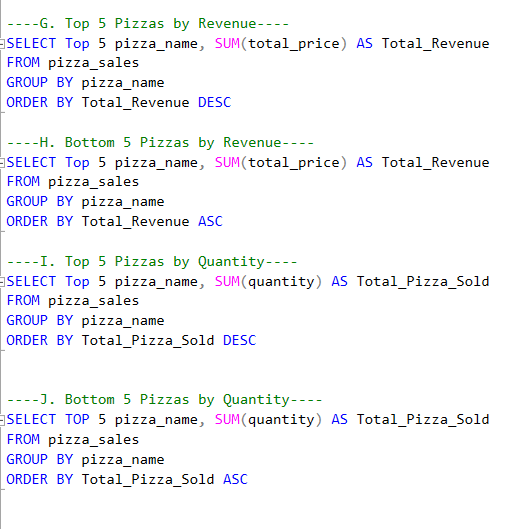 ----G. Top 5 Pizzas by Revenue----
SELECT Top 5 pizza_name, SUM(total_price) AS Total_Revenue
FROM pizza_sales
GROUP BY pizza_name
ORDER BY Total_Revenue DESC
----H. Bottom 5 Pizzas by Revenue----
SELECT Top 5 pizza_name, SUM(total_price) AS Total_Revenue
FROM pizza_sales
GROUP BY pizza_name
ORDER BY Total_Revenue ASC
----I. Top 5 Pizzas by Quantity----
SELECT Top 5 pizza_name, SUM(quantity) AS Total_Pizza_Sold
FROM pizza_sales
GROUP BY pizza_name
ORDER BY Total_Pizza_Sold DESC
----J. Bottom 5 Pizzas by Quantity----
SELECT TOP 5 pizza_name, SUM(quantity) AS Total_Pizza_Sold
FROM pizza_sales
GROUP BY pizza_name
ORDER BY Total_Pizza_Sold ASC